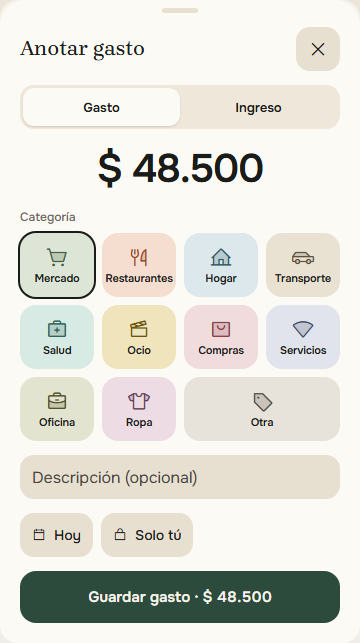 Anotar gasto
Gasto Ingreso
$ 48.500
Categoría
Mercado Restaurantes Hogar Transporte
Salud Ocio Compras Servicios
Oficina Ropa Otra
Descripción (opcional)
Hoy Solo tú
Guardar gasto · $ 48.500